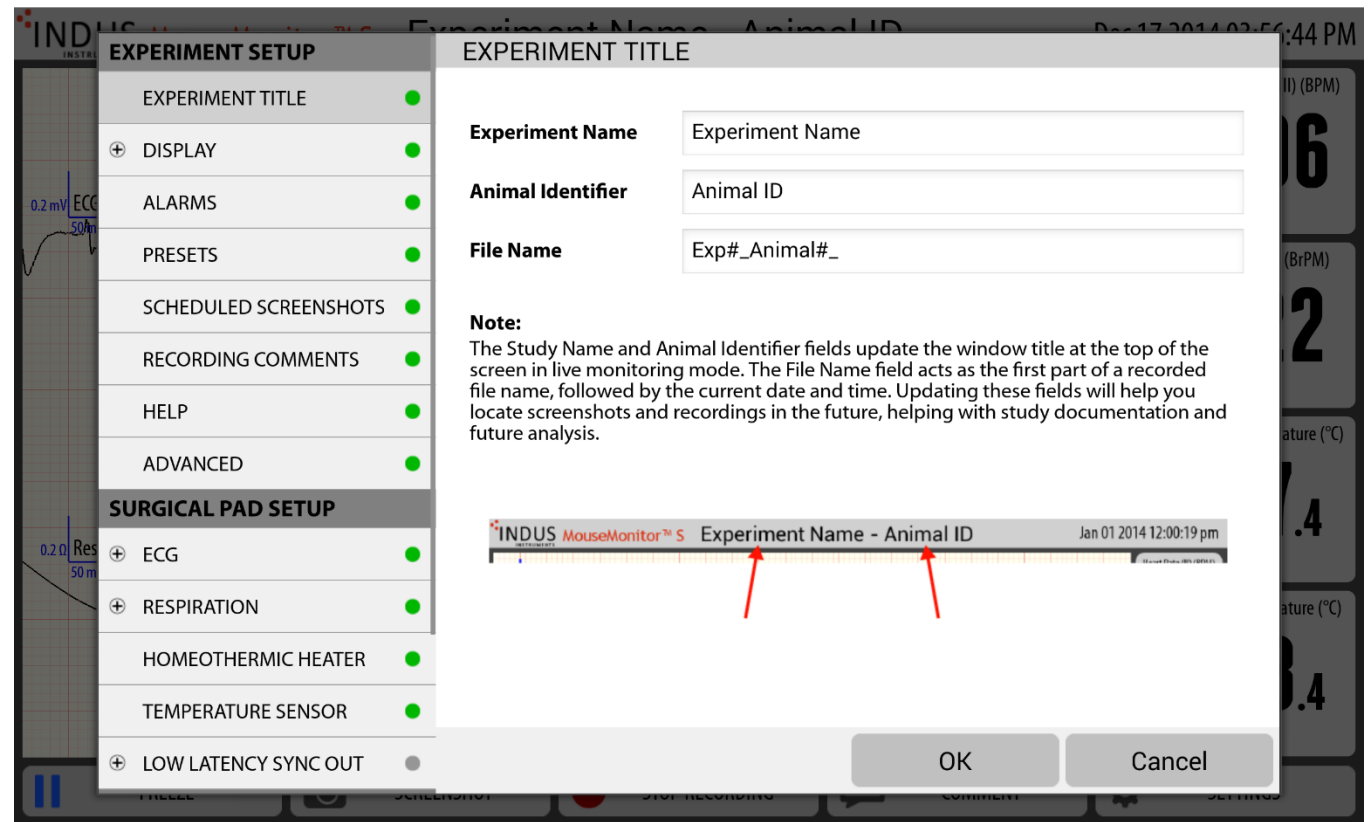 INDUS
EXPERIMENT SETUP
EXPERIMENT TITLE
DISPLAY
ALARMS
PRESETS
SCHEDULED SCREENSHOTS
RECORDING COMMENTS
HELP
ADVANCED
SURGICAL PAD SETUP
ECG
RESPIRATION
HOMEOTHERMIC HEATER
TEMPERATURE SENSOR
LOW LATENCY SYNC OUT
EXPERIMENT TITLE
Experiment Name Experiment Name
Animal Identifier Animal ID
File Name Exp#_Animal#_
Note:
The Study Name and Animal Identifier fields update the window title at the top of the
screen in live monitoring mode. The File Name field acts as the first part of a recorded
file name, followed by the current date and time. Updating these fields will help you
locate screenshots and recordings in the future, helping with study documentation and
future analysis.
INDUS MouseMonitor™ S Experiment Name - Animal ID Jan 01 2014 12:00:19 pm
INSTRUMENTS
OK Cancel
Experiment Name - Animal ID
:44 PM
0.2 mV
0.2 Ω
(BPM)
(BrPM)
(°C)
.4
(°C)
.4
FREEZE
SCREENSHOT
STOP RECORDING
COMMENT
SETTINGS